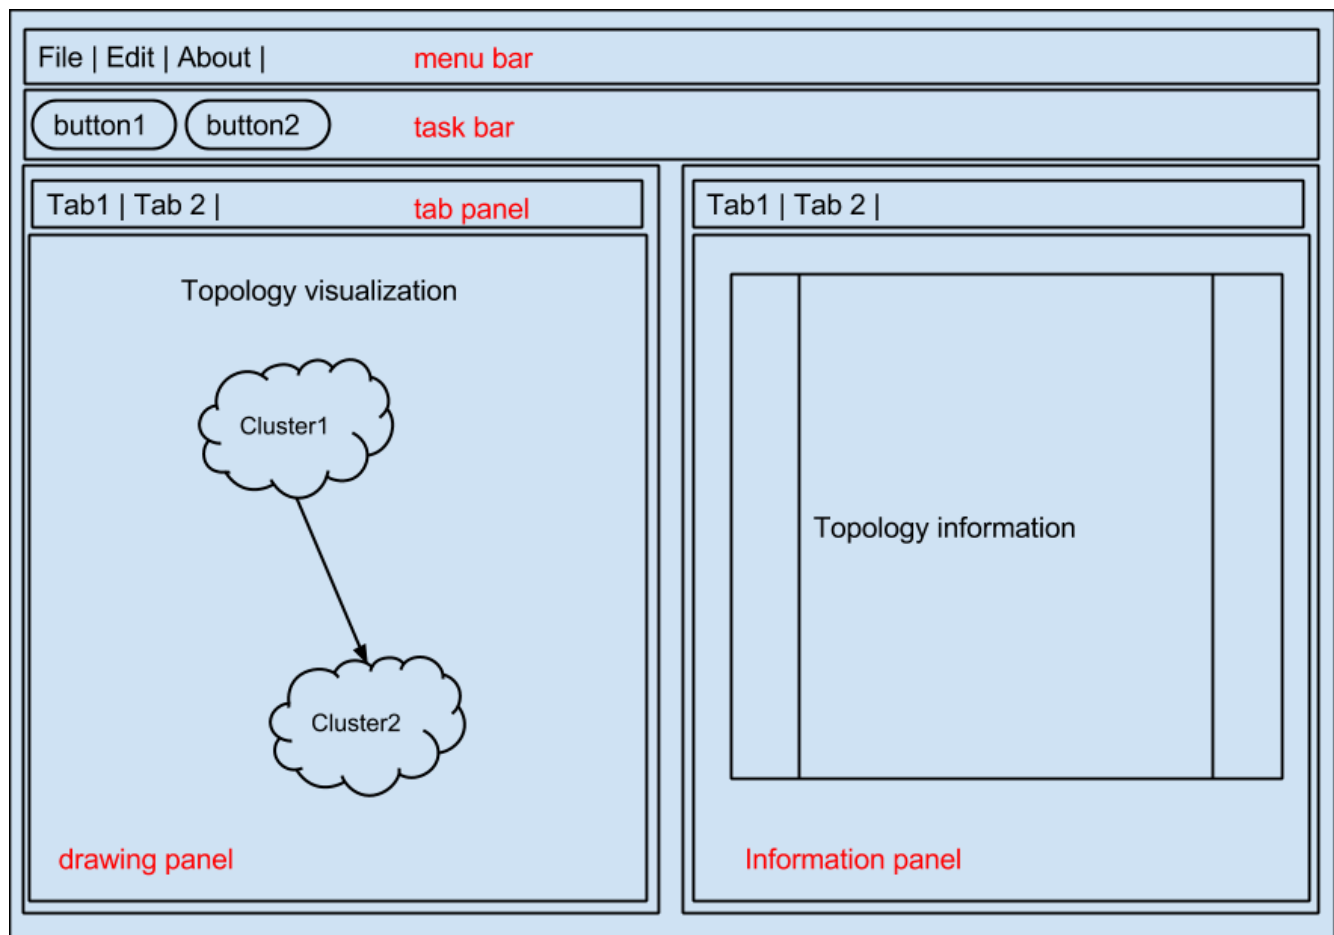 File | Edit | About |
menu bar
button1
button2
task bar
Tab1 | Tab 2 |
tab panel
Topology visualization
Cluster1
Cluster2
drawing panel
Tab1 | Tab 2 |
Topology information
Information panel